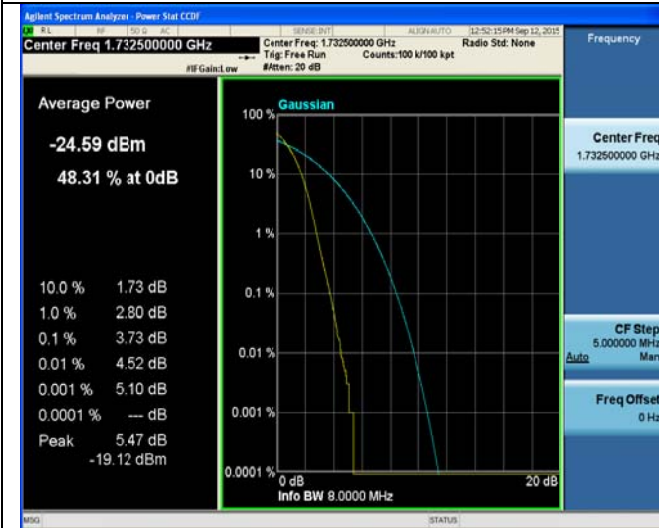 Agilent Spectrum Analyzer - Power Stat CCDF
RL RF 50 Ω AC SENSE:INT ALIGN AUTO 12:52:15 PM Sep 12, 2015
Center Freq 1.732500000 GHz
Center Freq: 1.732500000 GHz Radio Std: None
Trig: Free Run Counts:100 k/100 kpt
#IFGain:Low #Atten: 20 dB
Frequency
Average Power
-24.59 dBm
48.31 % at 0dB
10.0 % 1.73 dB
1.0 % 2.80 dB
0.1 % 3.73 dB
0.01 % 4.52 dB
0.001 % 5.10 dB
0.0001 % --- dB
Peak 5.47 dB
-19.12 dBm
Gaussian
100 %
10 %
1 %
0.1 %
0.01 %
0.001 %
0.0001 %
0 dB 20 dB
Info BW 8.0000 MHz
Center Freq
1.732500000 GHz
CF Step
5.000000 MHz
Auto Man
Freq Offset
0 Hz
MSG STATUS